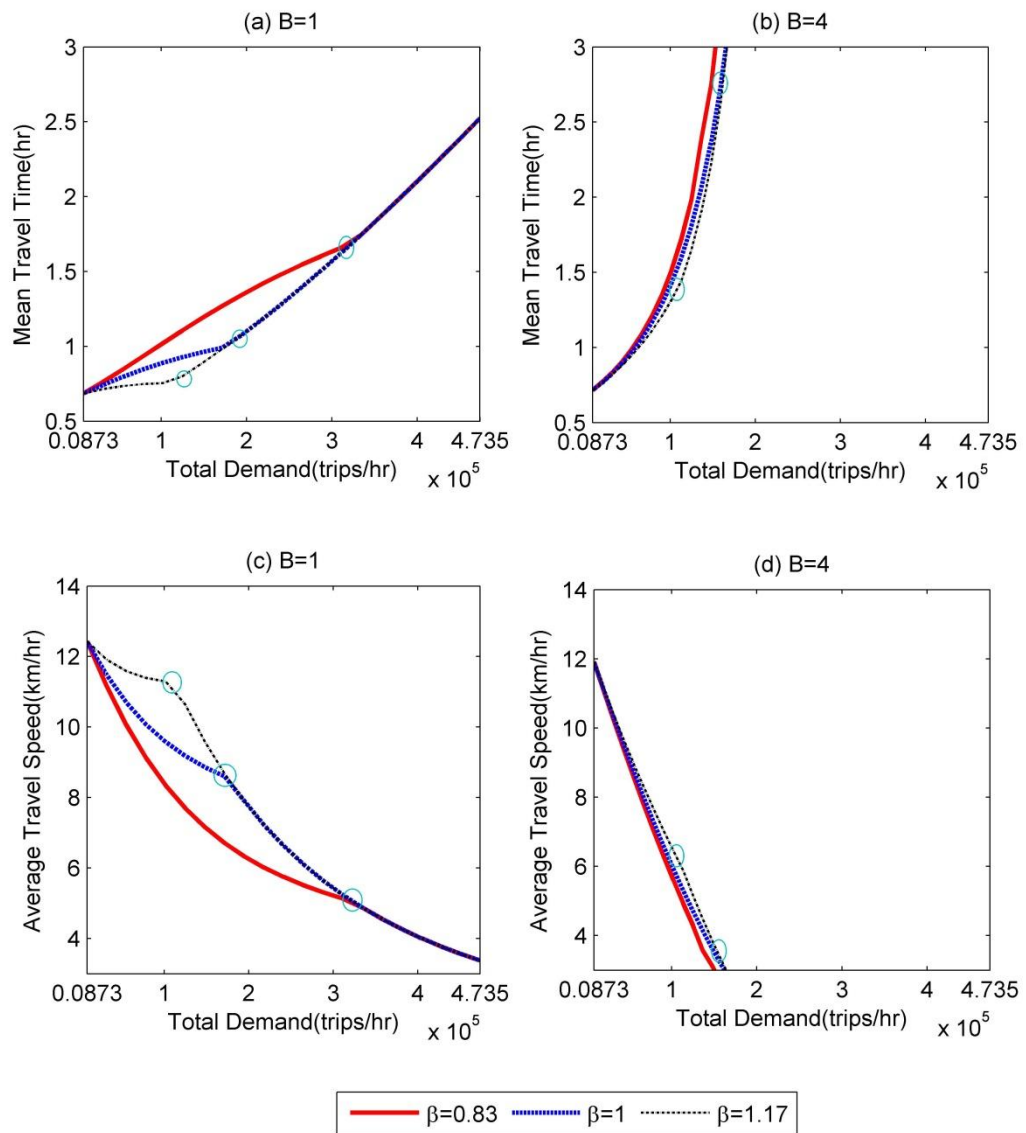 (a) B=1
3
2.5
2
1.5
1
0.5
Mean Travel Time(hr)
0.0873 1 2 3 4 4.735
Total Demand(trips/hr)
x 10^5
(b) B=4
3
2.5
2
1.5
1
0.5
Mean Travel Time(hr)
0.0873 1 2 3 4 4.735
Total Demand(trips/hr)
x 10^5
(c) B=1
14
12
10
8
6
4
Average Travel Speed(km/hr)
0.0873 1 2 3 4 4.735
Total Demand(trips/hr)
x 10^5
(d) B=4
14
12
10
8
6
4
Average Travel Speed(km/hr)
0.0873 1 2 3 4 4.735
Total Demand(trips/hr)
x 10^5
β=0.83 β=1 β=1.17